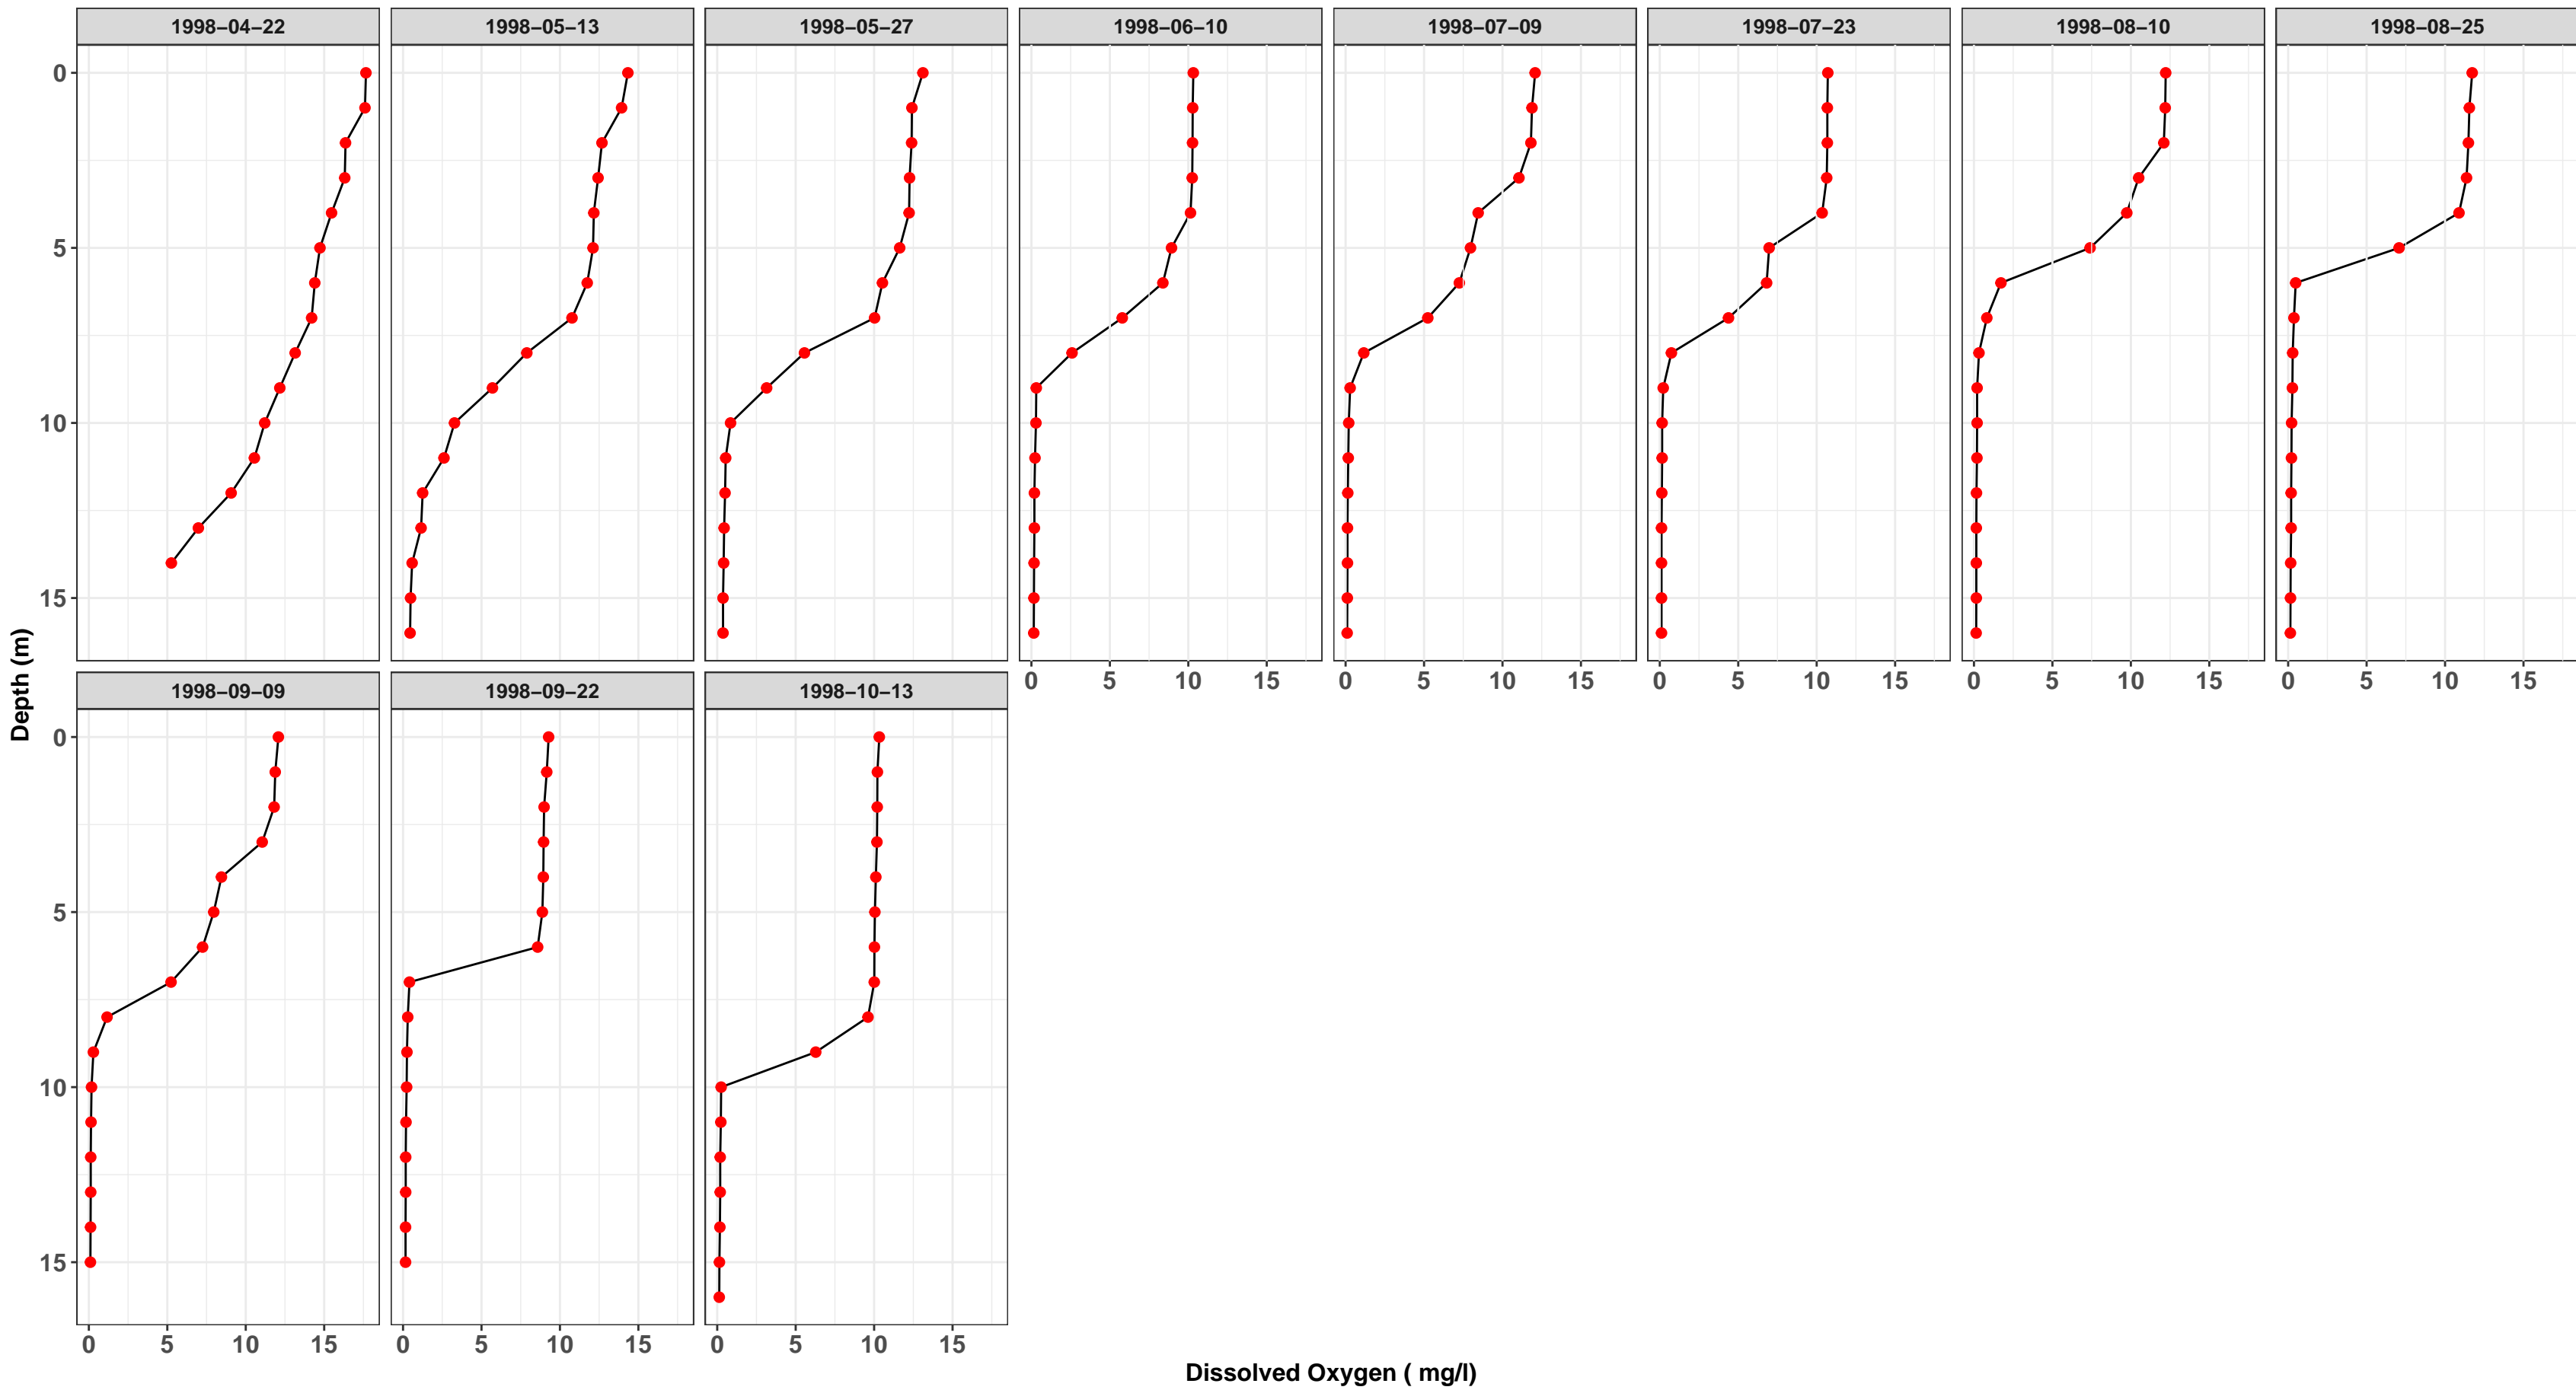 1998–04–22 1998–05–13 1998–05–27 1998–06–10 1998–07–09 1998–07–23 1998–08–10 1998–08–25
0
5
10
15
0 5 10 15 0 5 10 15 0 5 10 15 0 5 10 15 0 5 10 15
Depth (m)
1998–09–09 1998–09–22 1998–10–13
0
5
10
15
0 5 10 15 0 5 10 15 0 5 10 15
Dissolved Oxygen ( mg/l)